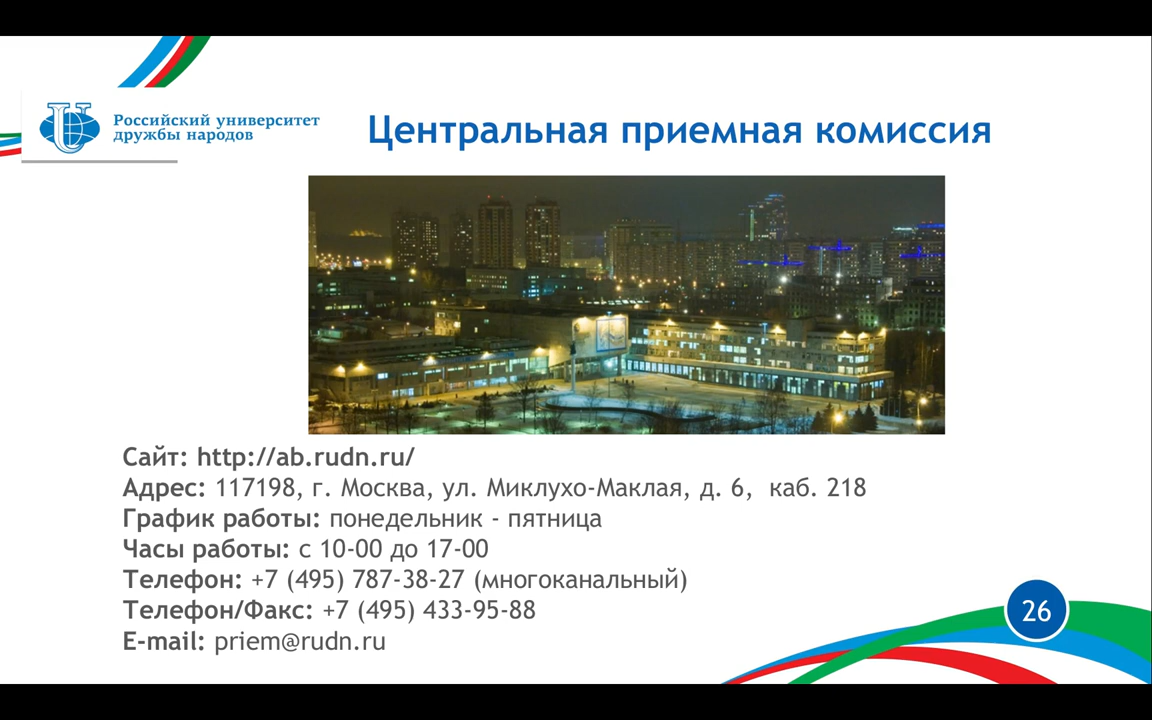 Российский университет
дружбы народов
Центральная приемная комиссия
Сайт: http://ab.rudn.ru/
Адрес: 117198, г. Москва, ул. Миклухо-Маклая, д. 6, каб. 218
График работы: понедельник - пятница
Часы работы: с 10-00 до 17-00
Телефон: +7 (495) 787-38-27 (многоканальный)
Телефон/Факс: +7 (495) 433-95-88
E-mail: priem@rudn.ru
26